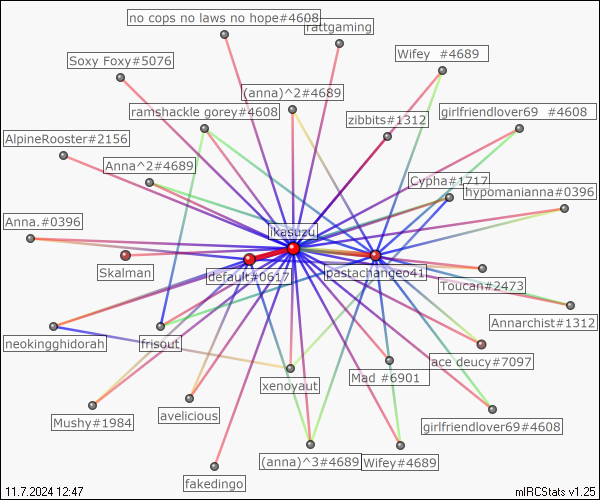 no cops no laws no hope#4608
rattgaming
Soxy Foxy#5076
Wifey #4689
(anna)^2#4689
ramshackle gorey#4608
zibbits#1312
girlfriendlover69 #4608
AlpineRooster#2156
Anna^2#4689
Cypha#1717
hypomanianna#0396
Anna.#0396
ikasuzu
Skalman
default#0617
pastachangeo41
Toucan#2473
Annarchist#1312
neokingghidorah
frisout
ace deucy#7097
xenoyaut
Mad #6901
Mushy#1984
avelicious
girlfriendlover69#4608
(anna)^3#4689
Wifey#4689
fakedingo
11.7.2024 12:47
mIRCStats v1.25